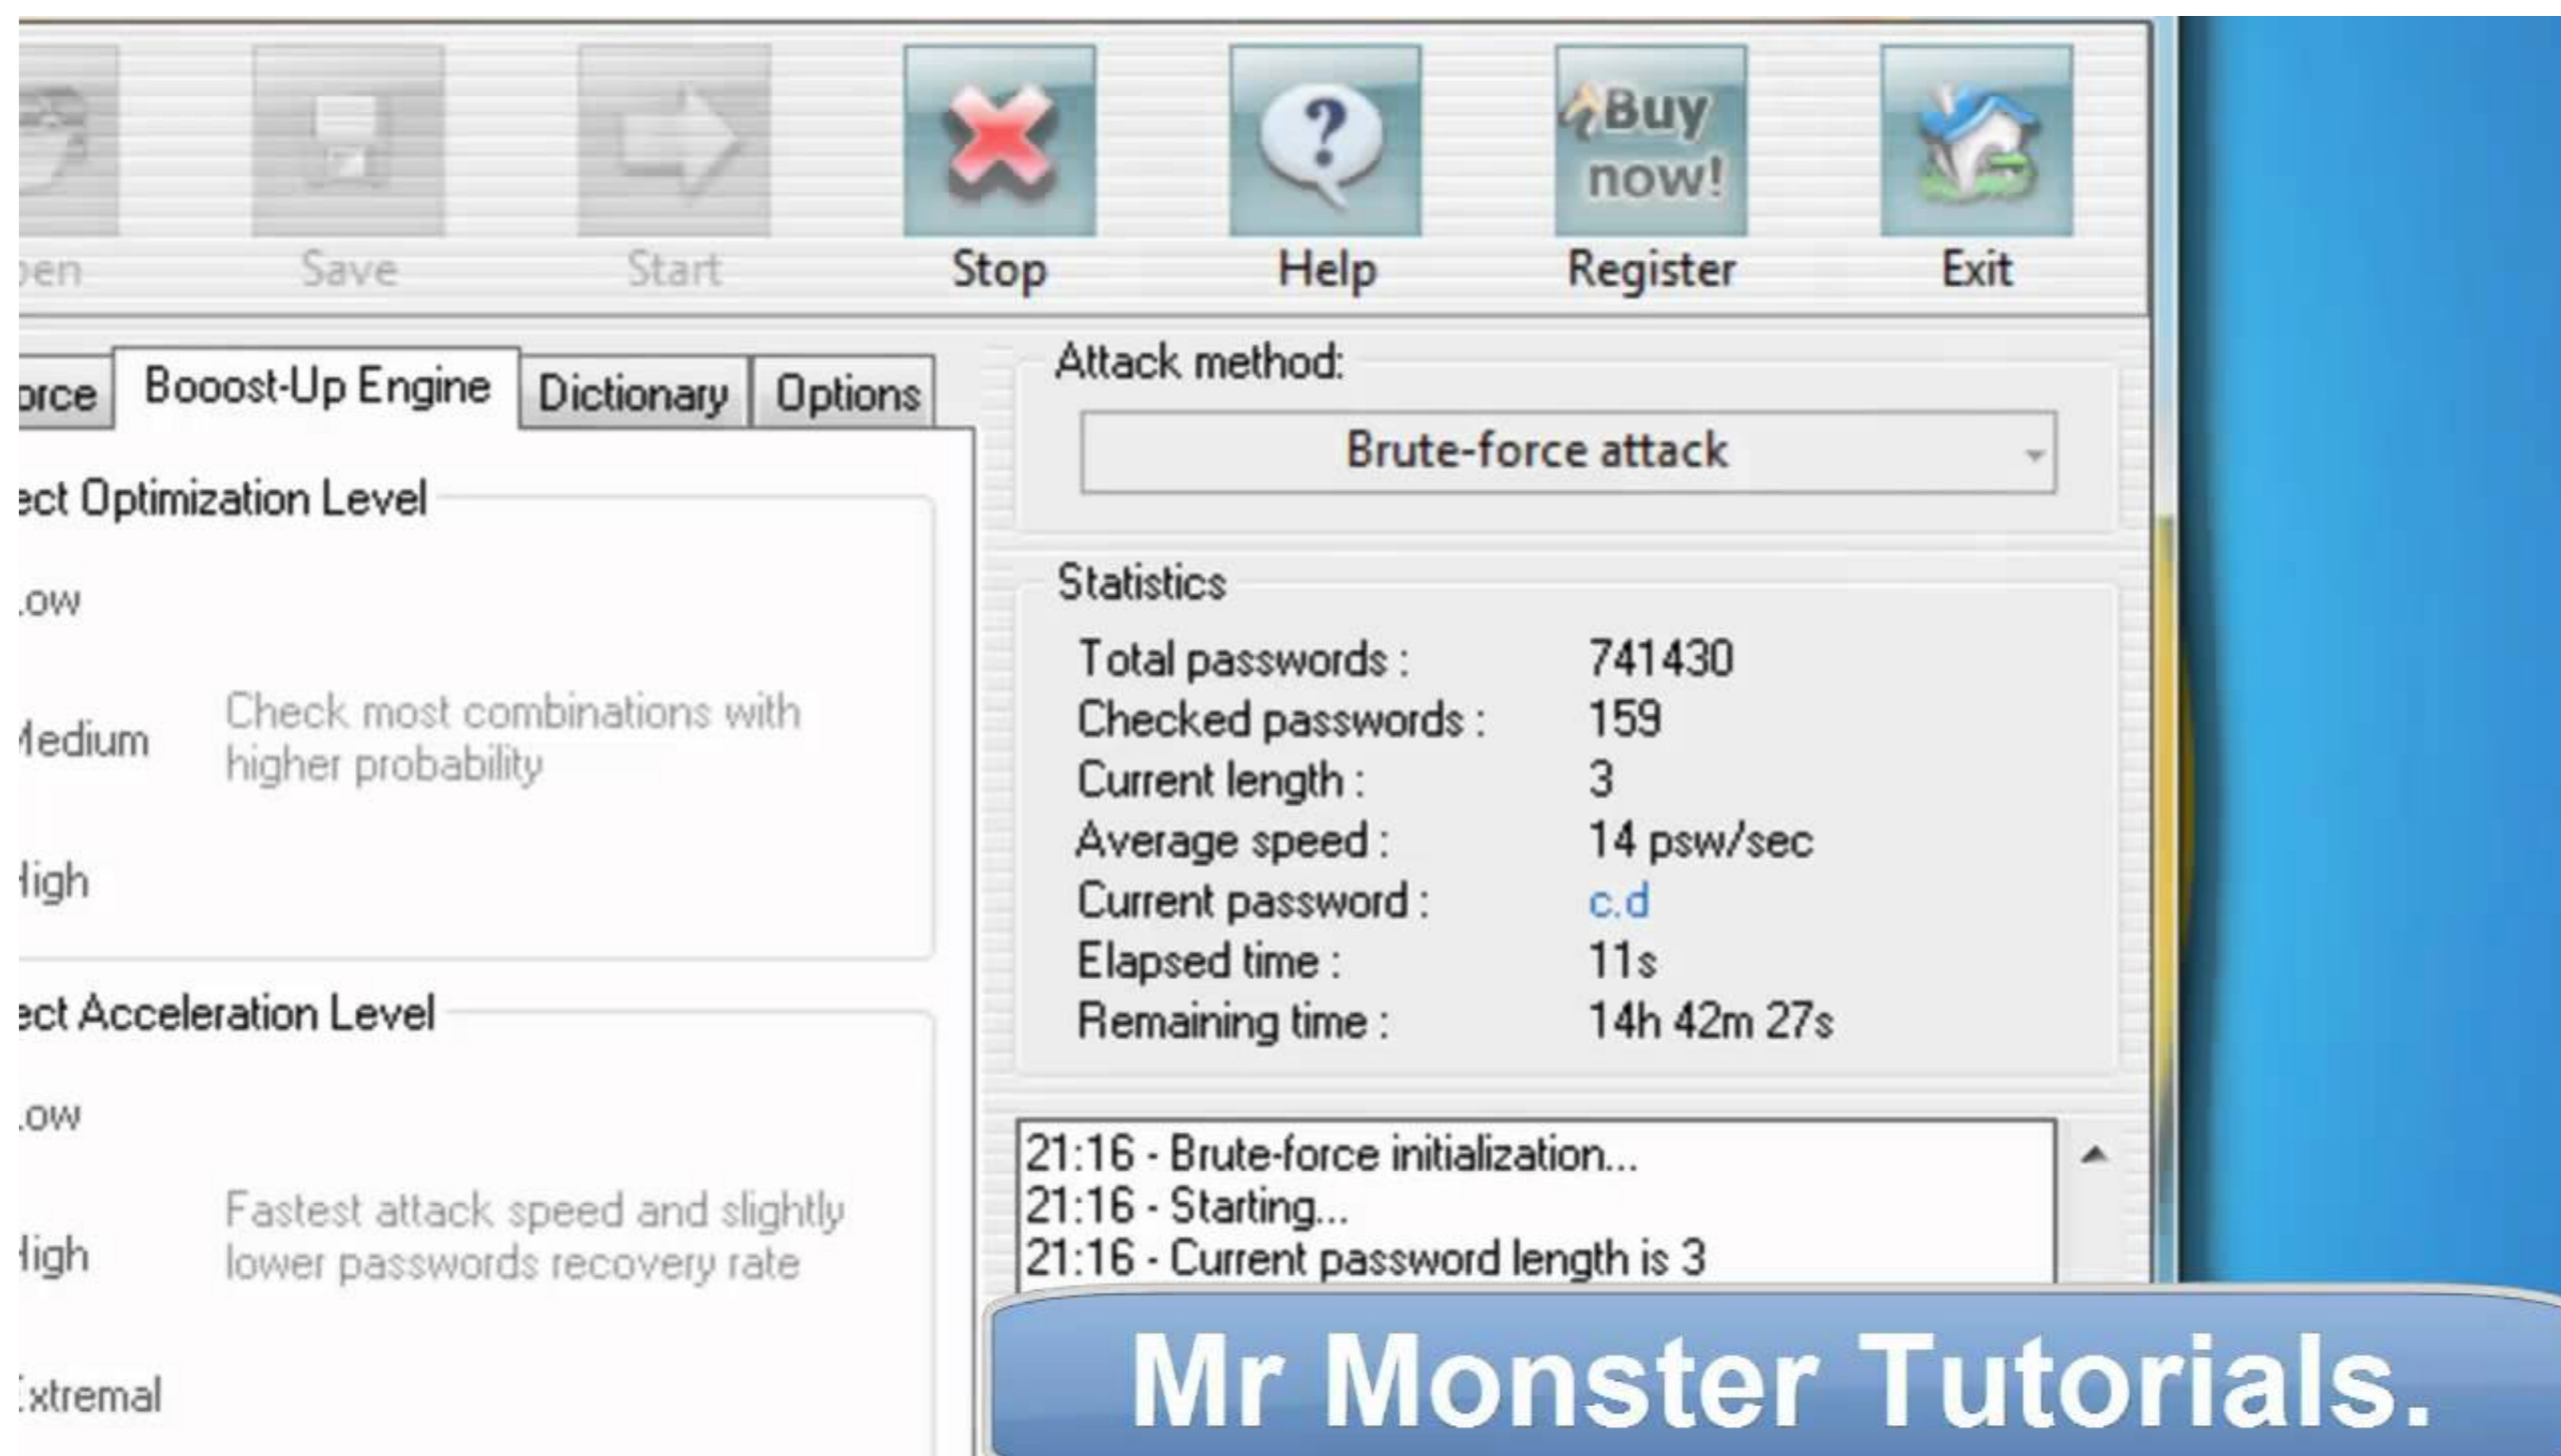 Buy
now!
Save
Start
Stop
Help
Register
Exit
Booost-Up Engine
Dictionary
Options
Attack method:
Brute-force attack
Optimization Level
Statistics
Total passwords : 741430
Checked passwords : 159
Check most combinations with
higher probability
Current length : 3
Average speed : 14 psw/sec
Current password : c.d
Elapsed time : 11s
Remaining time : 14h 42m 27s
Acceleration Level
Fastest attack speed and slightly
lower passwords recovery rate
21:16 - Brute-force initialization...
21:16 - Starting...
21:16 - Current password length is 3
Mr Monster Tutorials.